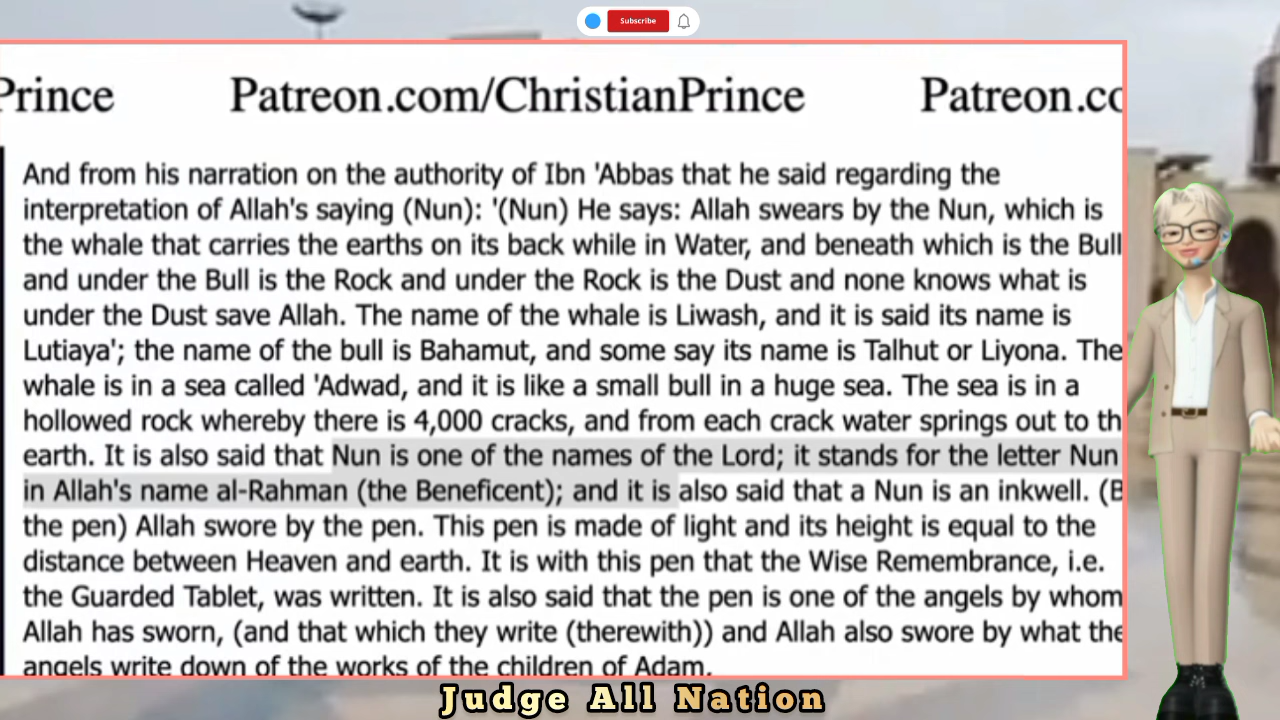 Subscribe
Prince Patreon.com/ChristianPrince Patreon.co
And from his narration on the authority of Ibn 'Abbas that he said regarding the
interpretation of Allah's saying (Nun): '(Nun) He says: Allah swears by the Nun, which is
the whale that carries the earths on its back while in Water, and beneath which is the Bull
and under the Bull is the Rock and under the Rock is the Dust and none knows what is
under the Dust save Allah. The name of the whale is Liwash, and it is said its name is
Lutiaya'; the name of the bull is Bahamut, and some say its name is Talhut or Liyona. The
whale is in a sea called 'Adwad, and it is like a small bull in a huge sea. The sea is in a
hollowed rock whereby there is 4,000 cracks, and from each crack water springs out to th
earth. It is also said that Nun is one of the names of the Lord; it stands for the letter Nun
in Allah's name al-Rahman (the Beneficent); and it is also said that a Nun is an inkwell. (B
the pen) Allah swore by the pen. This pen is made of light and its height is equal to the
distance between Heaven and earth. It is with this pen that the Wise Remembrance, i.e.
the Guarded Tablet, was written. It is also said that the pen is one of the angels by whom
Allah has sworn, (and that which they write (therewith)) and Allah also swore by what the
angels write down of the works of the children of Adam.
Judge All Nation